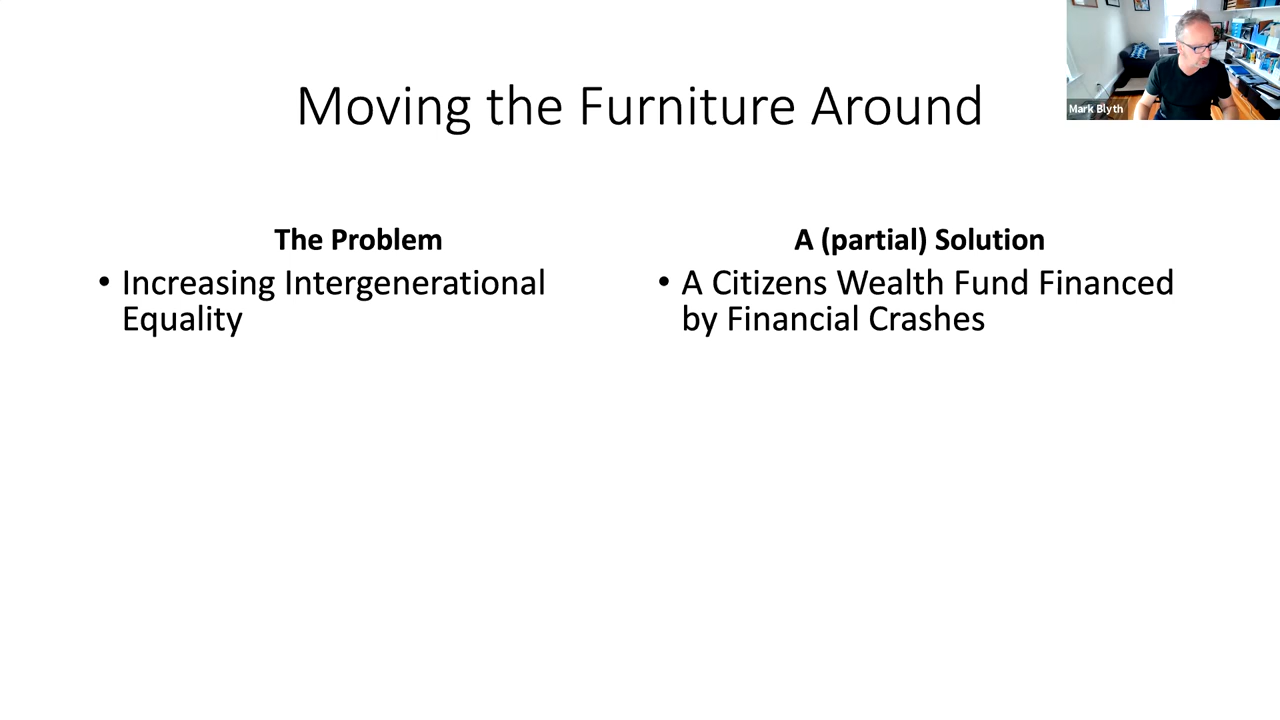 Moving the Furniture Around
Mark Blyth
The Problem
• Increasing Intergenerational
Equality
A (partial) Solution
• A Citizens Wealth Fund Financed
by Financial Crashes